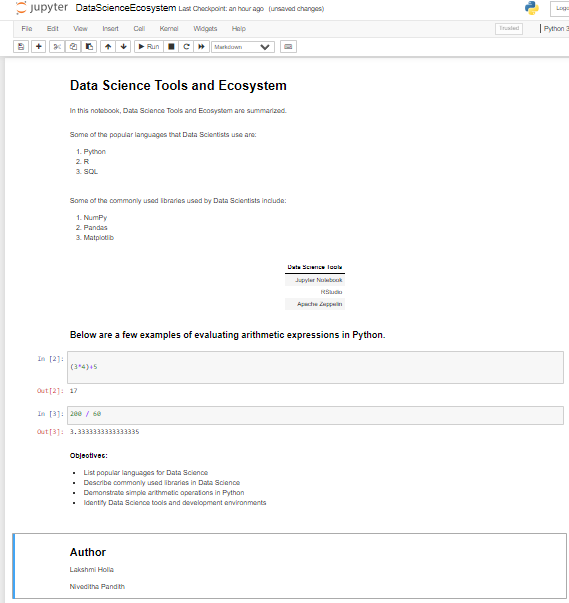 jupyter DataScienceEcosystem Last Checkpoint: an hour ago (unsaved changes)
File Edit View Insert Cell Kernel Widgets Help Trusted Python 3
Run Markdown
Data Science Tools and Ecosystem
In this notebook, Data Science Tools and Ecosystem are summarized.
Some of the popular languages that Data Scientists use are:
1. Python
2. R
3. SQL
Some of the commonly used libraries used by Data Scientists include:
1. NumPy
2. Pandas
3. Matplotlib
Data Science Tools
Jupyter Notebook
RStudio
Apache Zeppelin
Below are a few examples of evaluating arithmetic expressions in Python.
In [2]: (3*4)+5
Out[2]: 17
In [3]: 200 / 60
Out[3]: 3.3333333333333335
Objectives:
• List popular languages for Data Science
• Describe commonly used libraries in Data Science
• Demonstrate simple arithmetic operations in Python
• Identify Data Science tools and development environments
Author
Lakshmi Holla
Niveditha Pandith